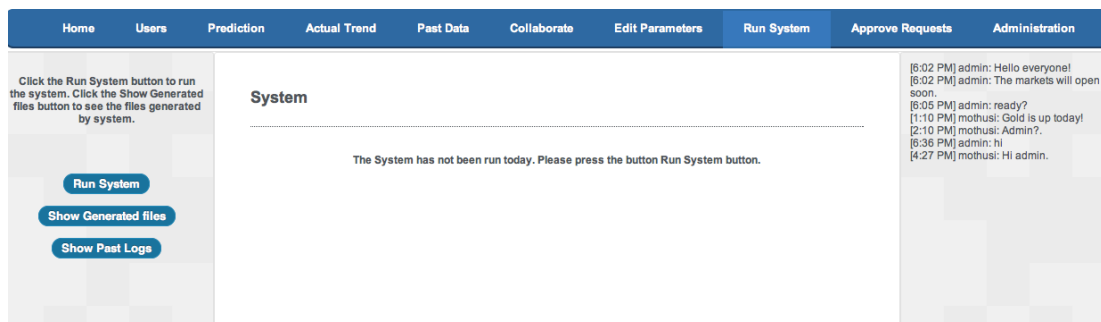 Home Users Prediction Actual Trend Past Data Collaborate Edit Parameters Run System Approve Requests Administration
Click the Run System button to run
the system. Click the Show Generated
files button to see the files generated
by system.
Run System
Show Generated files
Show Past Logs
System
The System has not been run today. Please press the button Run System button.
[6:02 PM] admin: Hello everyone!
[6:02 PM] admin: The markets will open
soon.
[6:05 PM] admin: ready?
[1:10 PM] mothusi: Gold is up today!
[2:10 PM] mothusi: Admin?.
[6:36 PM] admin: hi
[4:27 PM] mothusi: Hi admin.